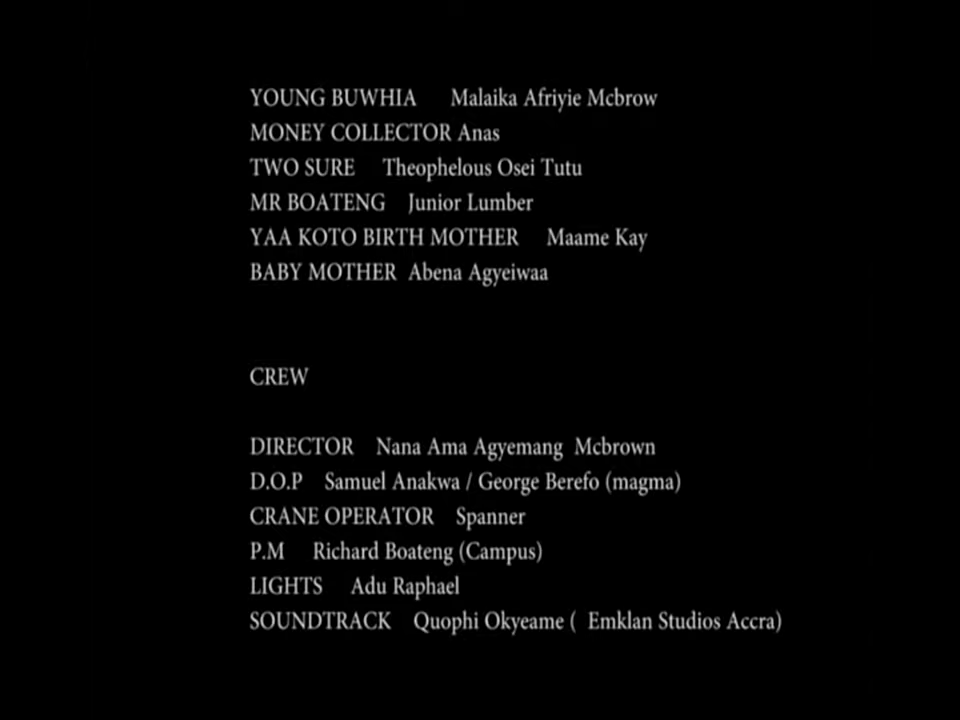 YOUNG BUWHIA Malaika Afriyie Mcbrow
MONEY COLLECTOR Anas
TWO SURE Theophelous Osei Tutu
MR BOATENG Junior Lumber
YAA KOTO BIRTH MOTHER Maame Kay
BABY MOTHER Abena Agyeiwaa
CREW
DIRECTOR Nana Ama Agyemang Mcbrown
D.O.P Samuel Anakwa / George Berefo (magma)
CRANE OPERATOR Spanner
P.M Richard Boateng (Campus)
LIGHTS Adu Raphael
SOUNDTRACK Quophi Okyeame ( Emklan Studios Accra)